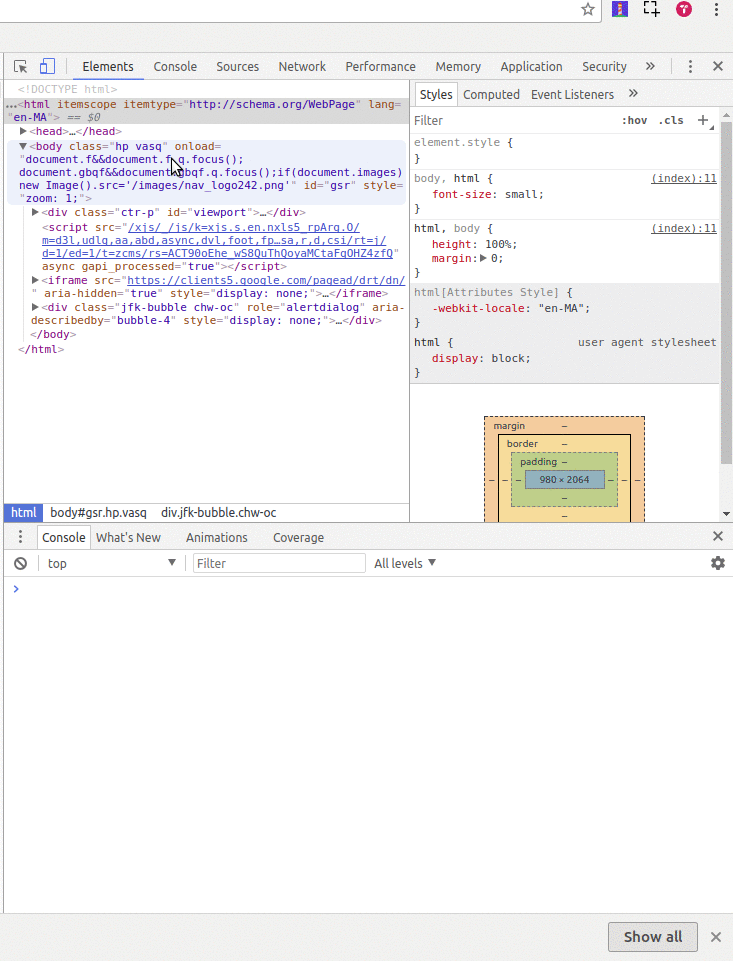 Elements Console Sources Network Performance Memory Application Security »
<!DOCTYPE html>
…<html itemscope itemtype="http://schema.org/WebPage" lang=
"en-MA"> == $0
<head>…</head>
<body class="hp vasq" onload=
"document.f&&document.f.q.focus();
document.gbqf&&document.gbqf.q.focus();if(document.images)
new Image().src='/images/nav_logo242.png'" id="gsr" style=
"zoom: 1;">
<div class="ctr-p" id="viewport">…</div>
<script src="/xjs/_/js/k=xjs.s.en.nxls5_rpArg.O/
m=d3l,udlg,aa,abd,async,dvl,foot,fp…sa,r,d,csi/rt=j/
d=1/ed=1/t=zcms/rs=ACT90oEhe_wS8QuThQoyaMCtaFqOHZ4zfQ"
async gapi_processed="true"></script>
<iframe src="https://clients5.google.com/pagead/drt/dn/
" aria-hidden="true" style="display: none;">…</iframe>
<div class="jfk-bubble chw-oc" role="alertdialog" aria-
describedby="bubble-4" style="display: none;">…</div>
</body>
</html>
html body#gsr.hp.vasq div.jfk-bubble.chw-oc
Styles Computed Event Listeners »
Filter :hov .cls +
element.style {
}
body, html { (index):11
font-size: small;
}
html, body { (index):11
height: 100%;
margin: 0;
}
html[Attributes Style] {
-webkit-locale: "en-MA";
}
html { user agent stylesheet
display: block;
}
margin –
border –
padding –
– – – 980 × 2064 – – –
–
–
Console What's New Animations Coverage
top Filter All levels
>
Show all